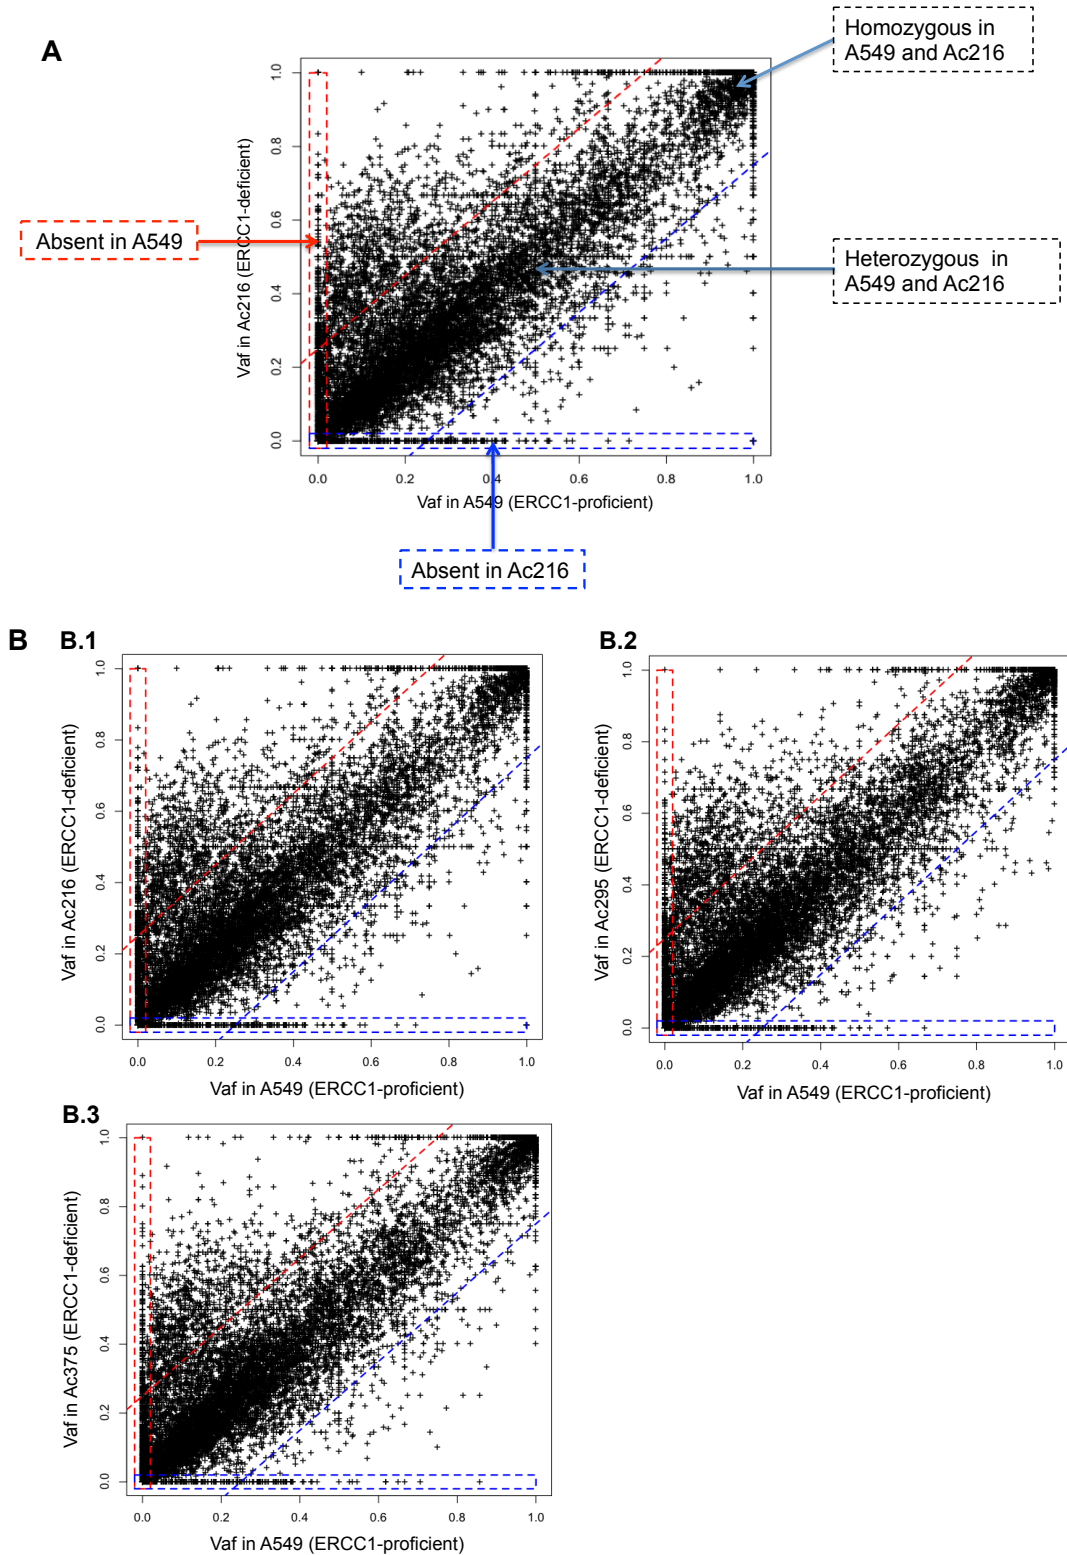 A
Homozygous in
A549 and Ac216
Absent in A549
Heterozygous in
A549 and Ac216
Vaf in Ac216 (ERCC1-deficient)
1.0
0.8
0.6
0.4
0.2
0.0
0.0 0.2 0.4 0.6 0.8 1.0
Vaf in A549 (ERCC1-proficient)
Absent in Ac216
B
B.1
Vaf in Ac216 (ERCC1-deficient)
1.0
0.8
0.6
0.4
0.2
0.0
0.0 0.2 0.4 0.6 0.8 1.0
Vaf in A549 (ERCC1-proficient)
B.2
Vaf in Ac295 (ERCC1-deficient)
1.0
0.8
0.6
0.4
0.2
0.0
0.0 0.2 0.4 0.6 0.8 1.0
Vaf in A549 (ERCC1-proficient)
B.3
Vaf in Ac375 (ERCC1-deficient)
1.0
0.8
0.6
0.4
0.2
0.0
0.0 0.2 0.4 0.6 0.8 1.0
Vaf in A549 (ERCC1-proficient)